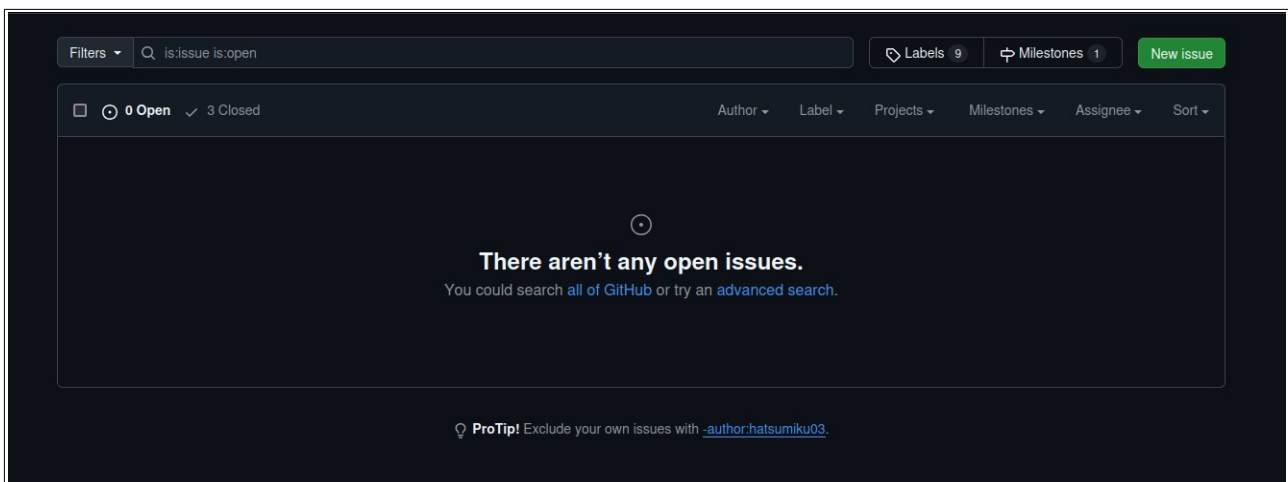 Filters is:issue is:open Labels 9 Milestones 1 New issue
0 Open 3 Closed Author Label Projects Milestones Assignee Sort
There aren’t any open issues.
You could search all of GitHub or try an advanced search.
ProTip! Exclude your own issues with -author:hatsumiku03.